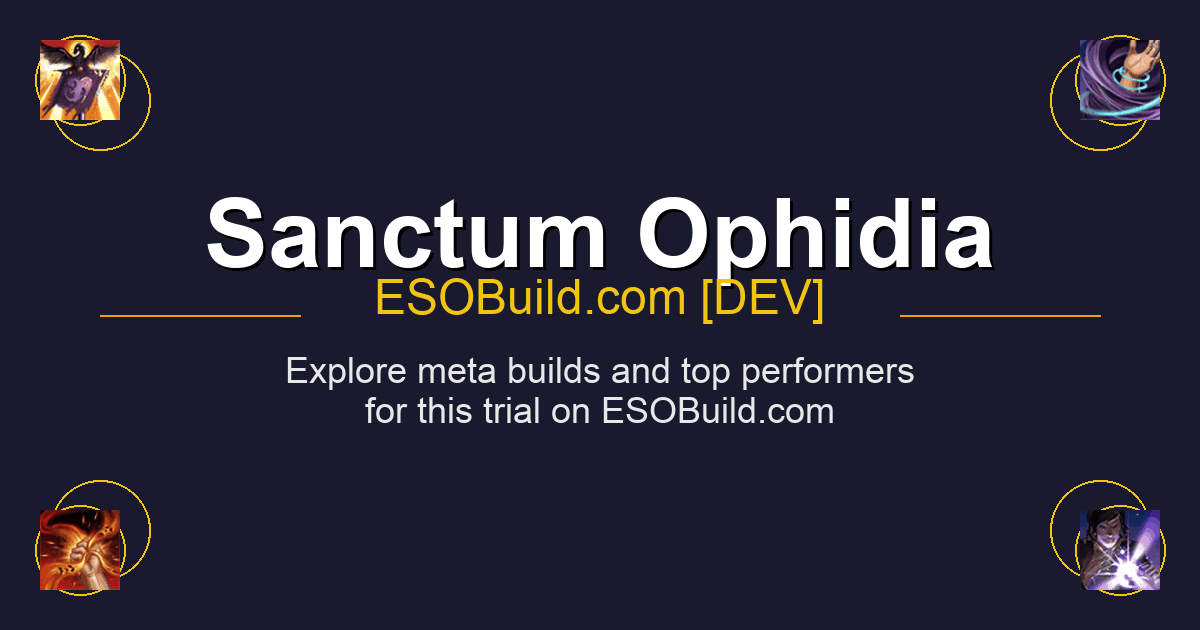 Sanctum Ophidia
ESOBuild.com [DEV]
Explore meta builds and top performers
for this trial on ESOBuild.com